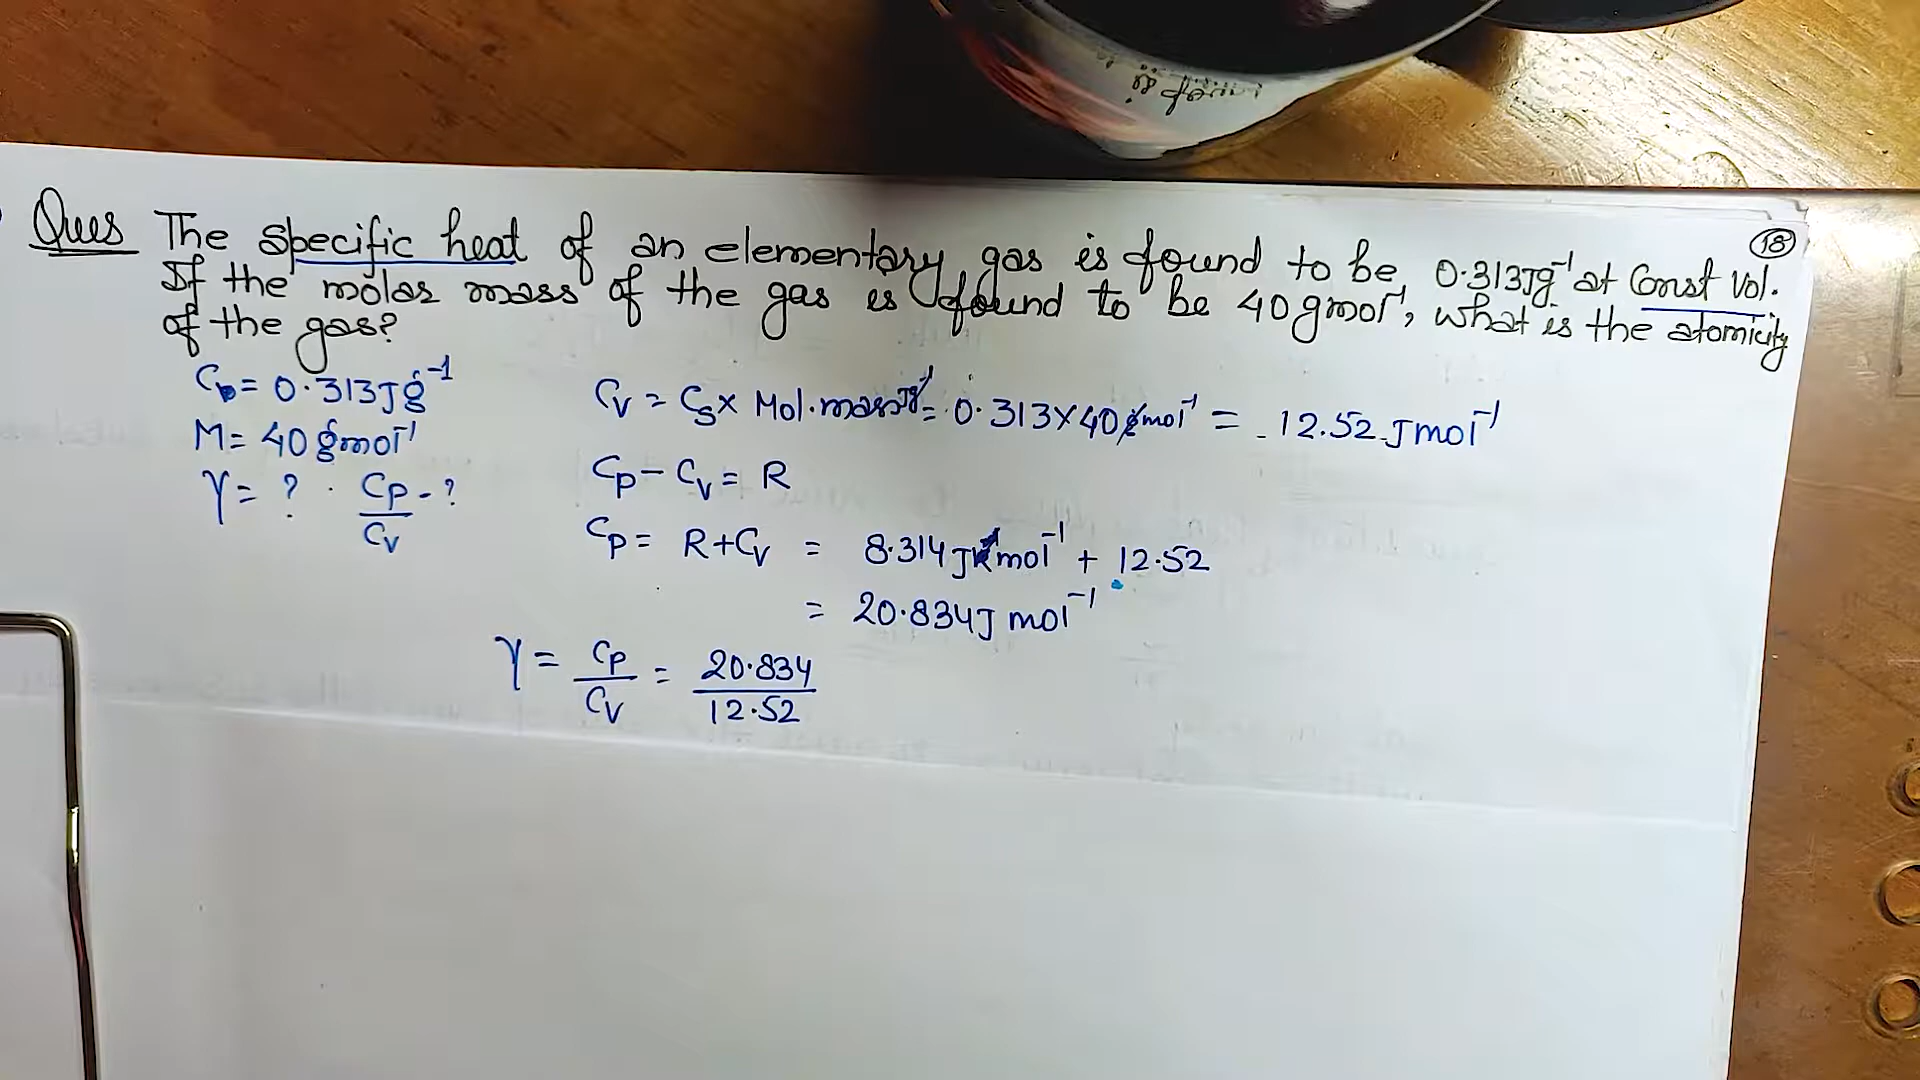 18
Ques The specific heat of an elementary gas is found to be 0.313Jg⁻¹ at Const Vol.
If the molar mass of the gas is found to be 40gmol⁻¹, what is the atomicity
of the gas?
= 0.313Jg⁻¹
M = 40gmol⁻¹
γ = ? Cp/Cv - ?
Cv = Cs × Mol.mass = 0.313×40 g mol⁻¹ = 12.52 Jmol⁻¹
Cp - Cv = R
Cp = R+Cv = 8.314 JK mol⁻¹ + 12.52
= 20.834J mol⁻¹
γ = Cp/Cv = 20.834/12.52